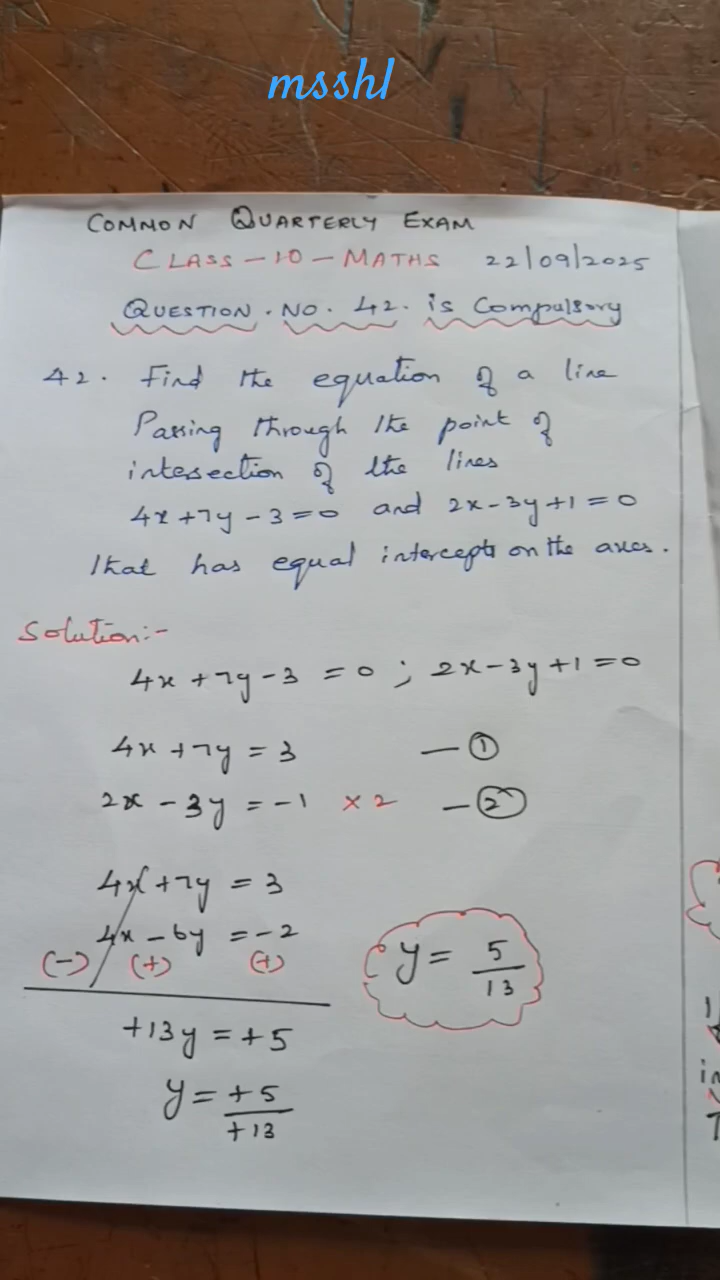 msshl
COMMON QUARTERLY EXAM
CLASS-10-MATHS 22/09/2025
QUESTION. NO. 42. is Compulsory
42. Find the equation of a line
Passing through the point of
intersection of the lines
4x+7y-3=0 and 2x-3y+1=0
that has equal intercepts on the axes.
Solution:-
4x+7y-3=0; 2x-3y+1=0
4x+7y=3 —①
2x-3y=-1 ×2 —②
4x+7y=3
4x-6y=-2
(-) (+) (+)
+13y=+5
y=+5/+13
y=5/13